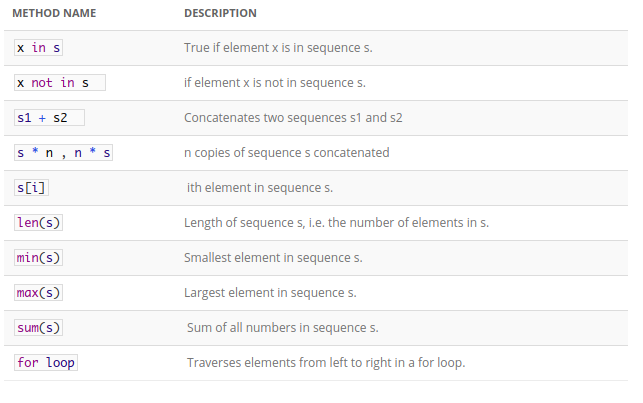 METHOD NAME DESCRIPTION
x in s True if element x is in sequence s.
x not in s if element x is not in sequence s.
s1 + s2 Concatenates two sequences s1 and s2
s * n , n * s n copies of sequence s concatenated
s[i] ith element in sequence s.
len(s) Length of sequence s, i.e. the number of elements in s.
min(s) Smallest element in sequence s.
max(s) Largest element in sequence s.
sum(s) Sum of all numbers in sequence s.
for loop Traverses elements from left to right in a for loop.